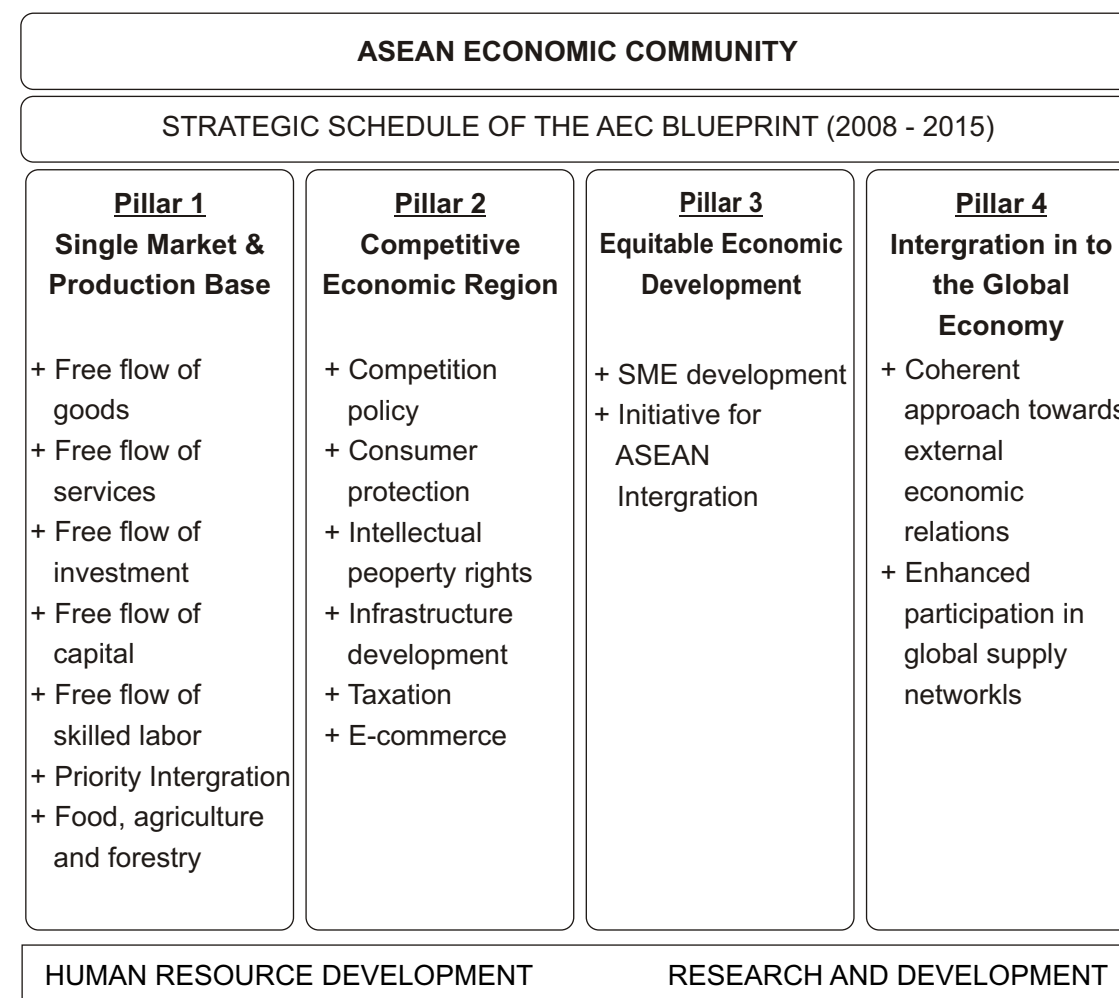 ASEAN ECONOMIC COMMUNITY
STRATEGIC SCHEDULE OF THE AEC BLUEPRINT (2008 - 2015)
Pillar 1
Single Market &
Production Base
+ Free flow of
goods
+ Free flow of
services
+ Free flow of
investment
+ Free flow of
capital
+ Free flow of
skilled labor
+ Priority Intergration
+ Food, agriculture
and forestry
Pillar 2
Competitive
Economic Region
+ Competition
policy
+ Consumer
protection
+ Intellectual
peoperty rights
+ Infrastructure
development
+ Taxation
+ E-commerce
Pillar 3
Equitable Economic
Development
+ SME development
+ Initiative for
ASEAN
Intergration
Pillar 4
Intergration in to
the Global
Economy
+ Coherent
approach towards
external
economic
relations
+ Enhanced
participation in
global supply
networkls
HUMAN RESOURCE DEVELOPMENT RESEARCH AND DEVELOPMENT